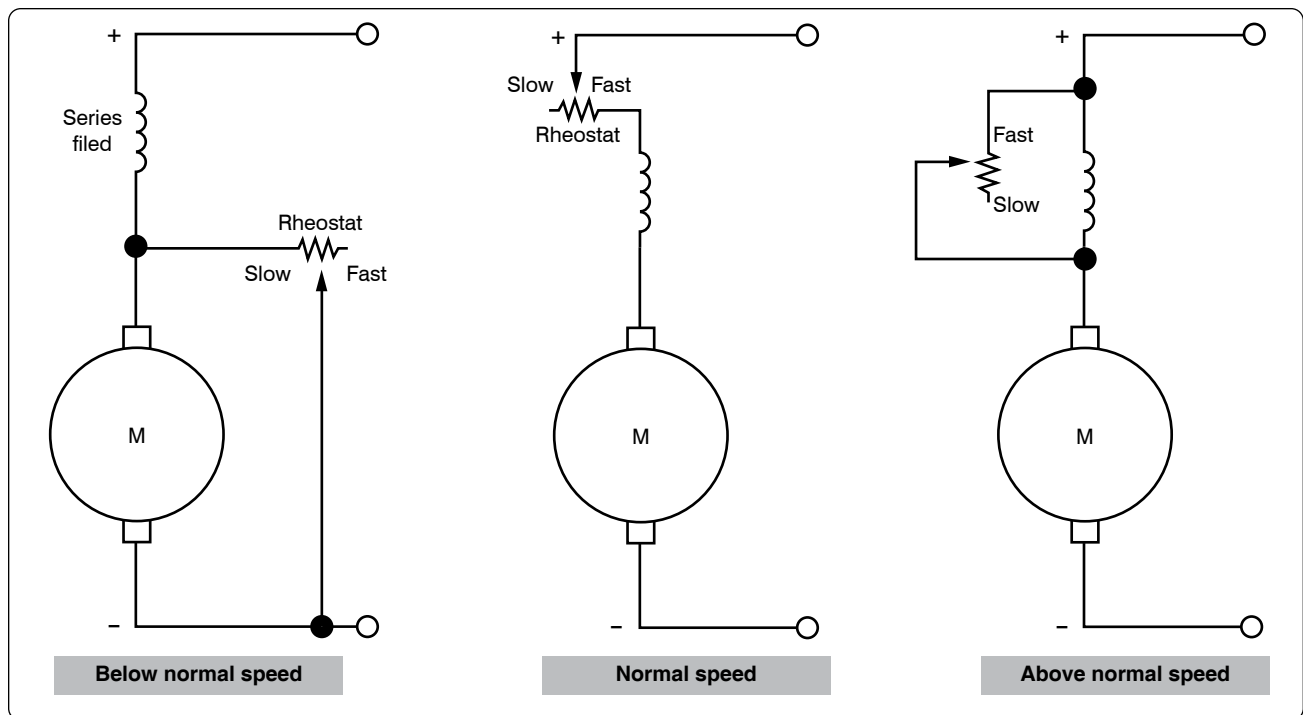 +
Series
filed
Rheostat
Slow Fast
M
−
Below normal speed
+
Slow Fast
Rheostat
M
−
Normal speed
+
Fast
Slow
M
−
Above normal speed